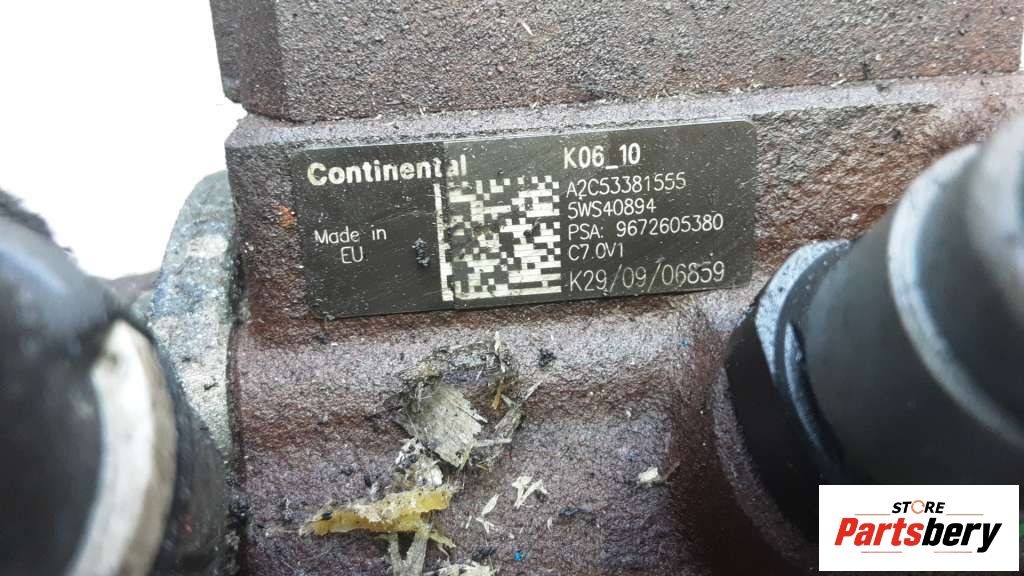 Continental
Made in
EU
K06_10
A2C53381555
5WS40894
PSA: 9672605380
C7.0V1
K29/09/06859
STORE
Partsbery